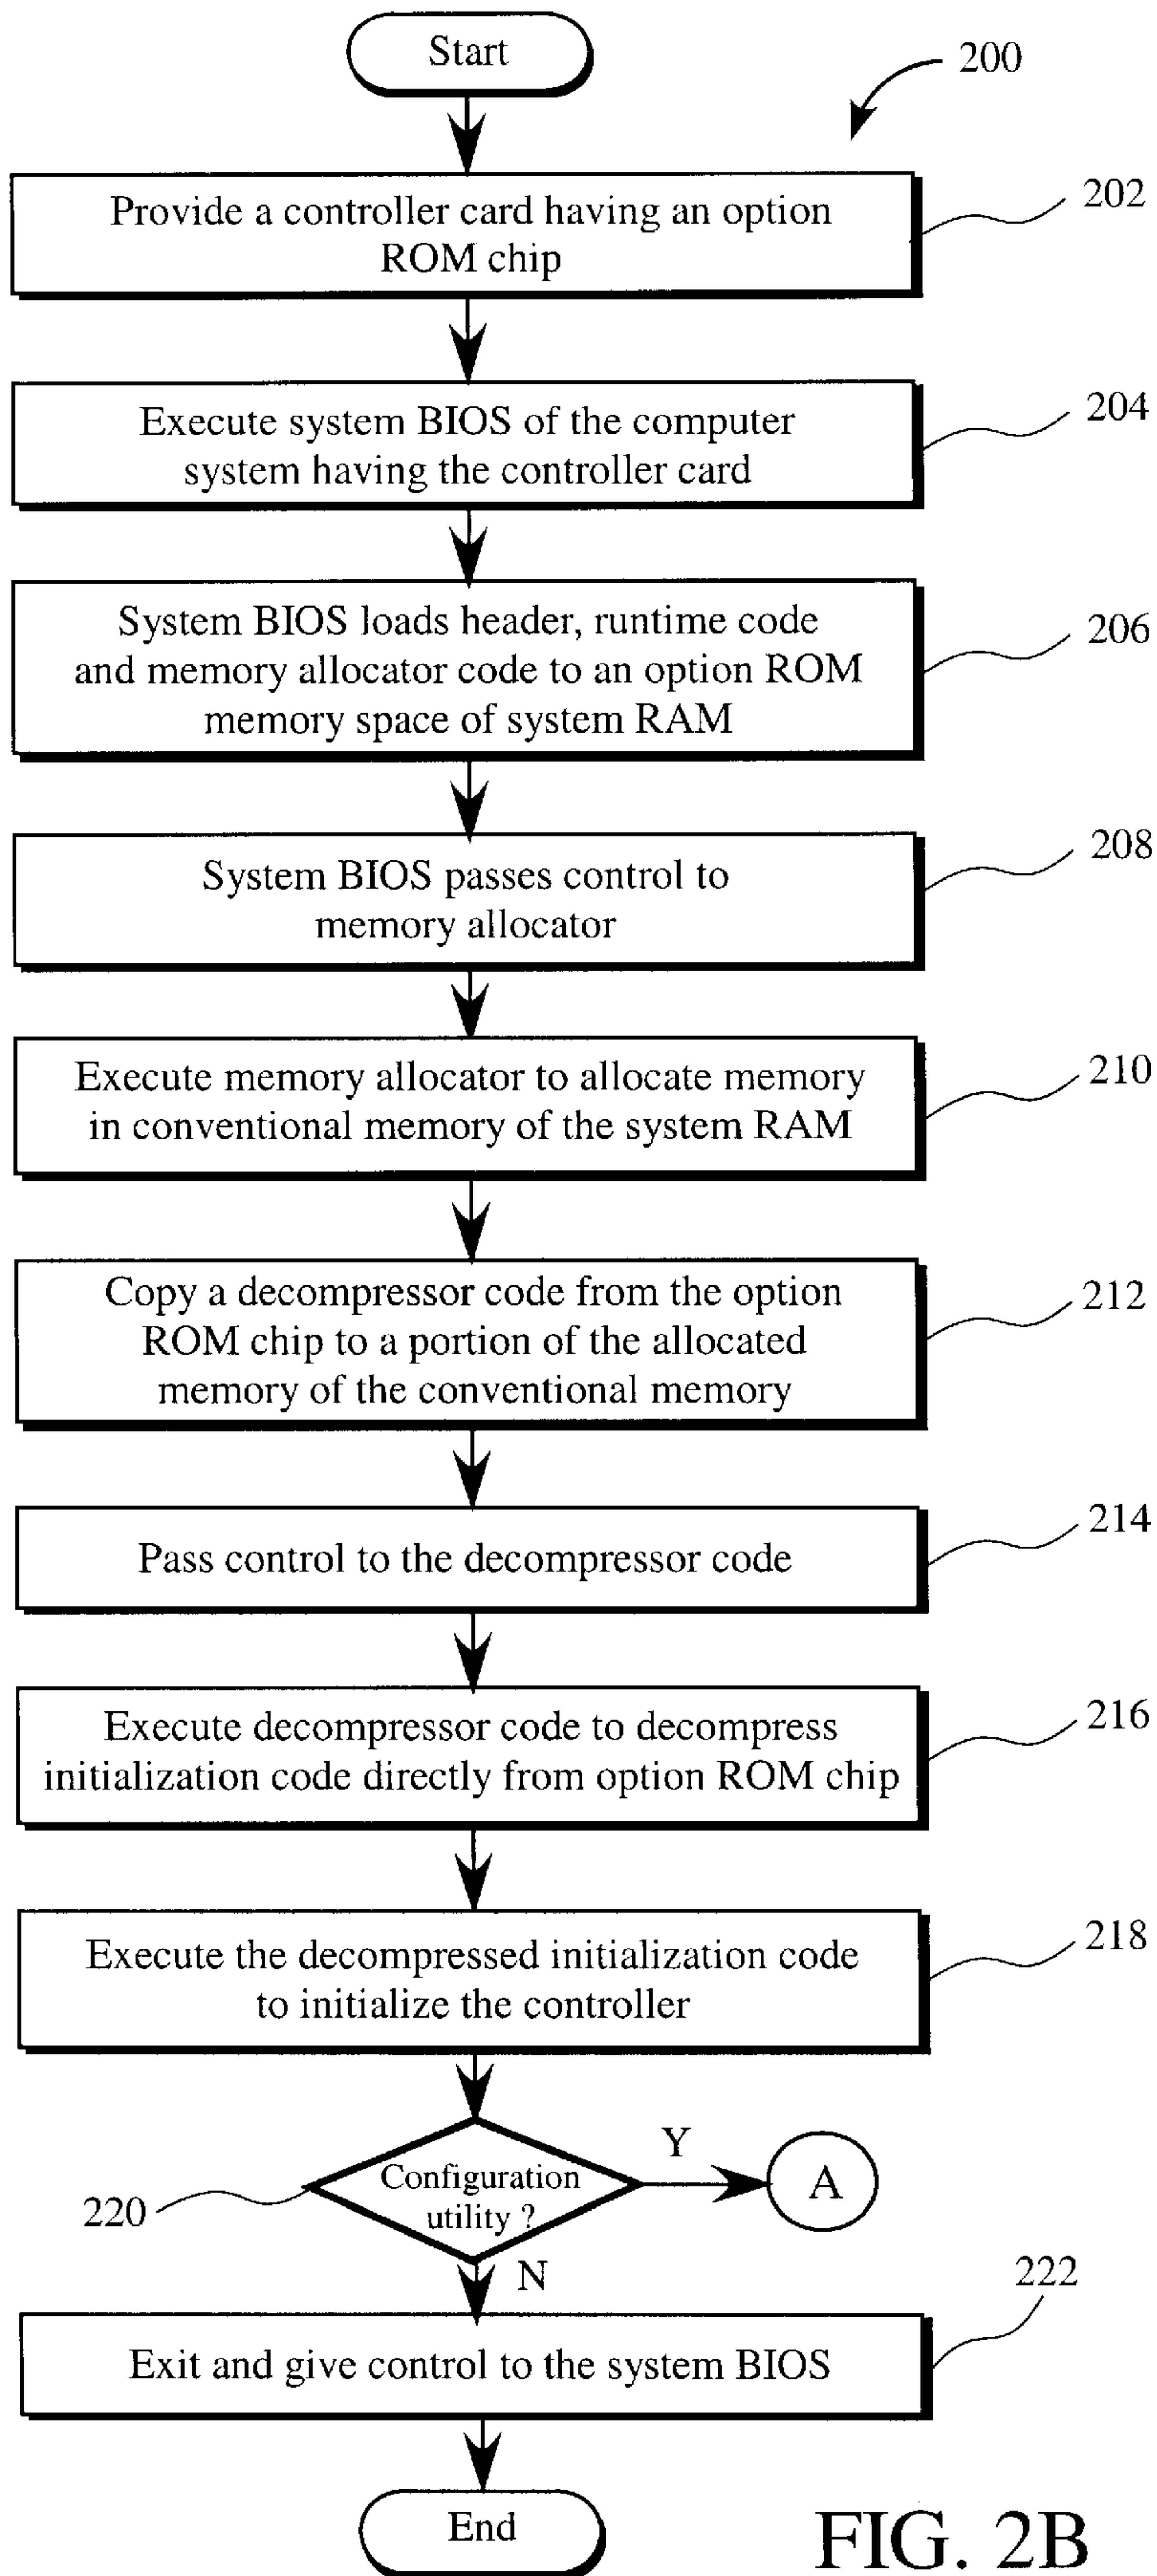 Start
200
Provide a controller card having an option
ROM chip
202
Execute system BIOS of the computer
system having the controller card
204
System BIOS loads header, runtime code
and memory allocator code to an option ROM
memory space of system RAM
206
System BIOS passes control to
memory allocator
208
Execute memory allocator to allocate memory
in conventional memory of the system RAM
210
Copy a decompressor code from the option
ROM chip to a portion of the allocated
memory of the conventional memory
212
Pass control to the decompressor code
214
Execute decompressor code to decompress
initialization code directly from option ROM chip
216
Execute the decompressed initialization code
to initialize the controller
218
Configuration
utility ?
220
Y
A
N
Exit and give control to the system BIOS
222
End
FIG. 2B